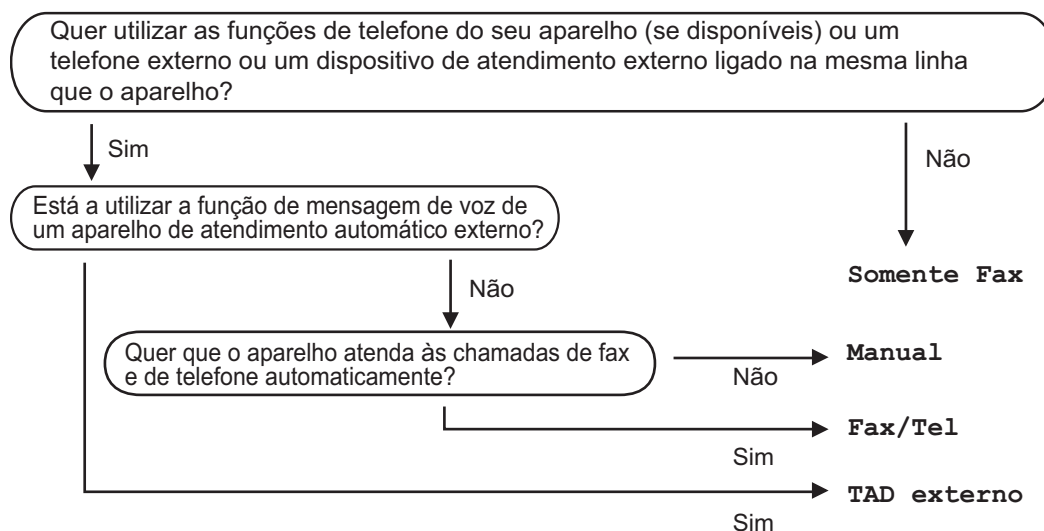 Quer utilizar as funções de telefone do seu aparelho (se disponíveis) ou um
telefone externo ou um dispositivo de atendimento externo ligado na mesma linha
que o aparelho?
Sim
Não
Está a utilizar a função de mensagem de voz de
um aparelho de atendimento automático externo?
Somente Fax
Não
Quer que o aparelho atenda às chamadas de fax
e de telefone automaticamente?
Manual
Não
Fax/Tel
Sim
TAD externo
Sim